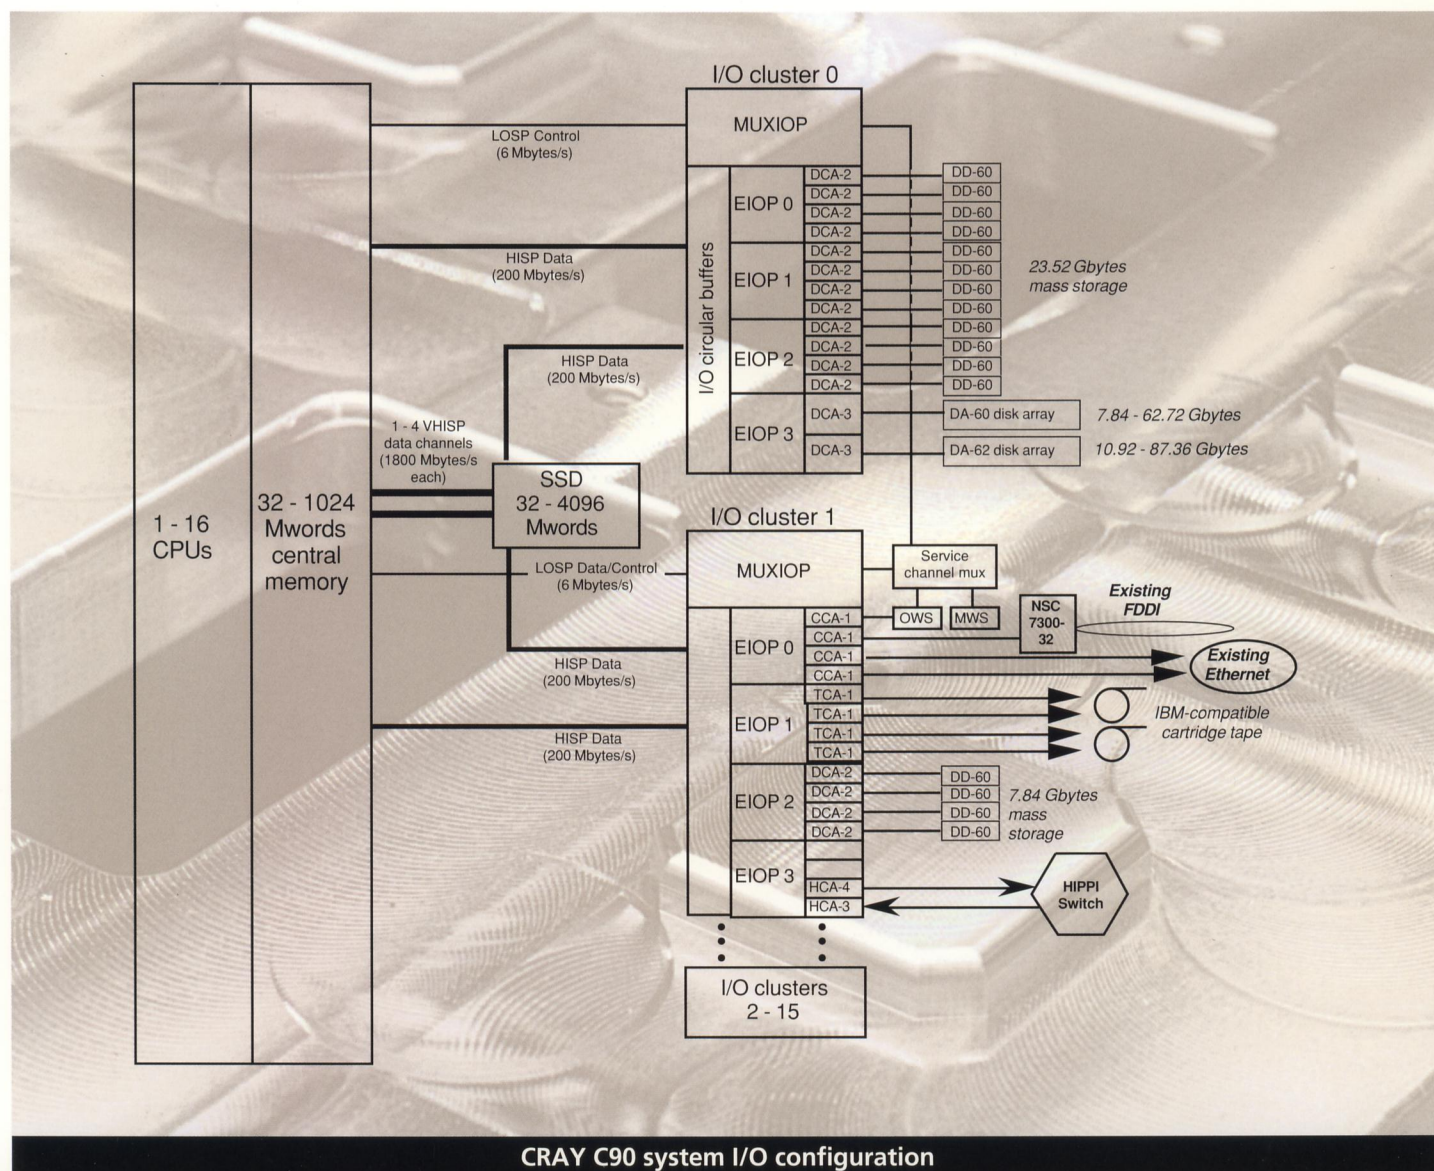 I/O cluster 0
MUXIOP
LOSP Control
(6 Mbytes/s)
HISP Data
(200 Mbytes/s)
I/O circular buffers
EIOP 0
DCA-2 DD-60
DCA-2 DD-60
DCA-2 DD-60
DCA-2 DD-60
EIOP 1
DCA-2 DD-60
DCA-2 DD-60
DCA-2 DD-60
DCA-2 DD-60
23.52 Gbytes
mass storage
EIOP 2
DCA-2 DD-60
DCA-2 DD-60
DCA-2 DD-60
DCA-2 DD-60
HISP Data
(200 Mbytes/s)
EIOP 3
DCA-3 DA-60 disk array 7.84 - 62.72 Gbytes
DCA-3 DA-62 disk array 10.92 - 87.36 Gbytes
1 - 4 VHISP
data channels
(1800 Mbytes/s
each)
SSD
32 - 4096
Mwords
1 - 16
CPUs
32 - 1024
Mwords
central
memory
I/O cluster 1
MUXIOP
LOSP Data/Control
(6 Mbytes/s)
Service
channel mux
OWS
MWS
NSC
7300-
32
Existing
FDDI
EIOP 0
CCA-1
CCA-1
CCA-1
CCA-1
Existing
Ethernet
HISP Data
(200 Mbytes/s)
EIOP 1
TCA-1
TCA-1
TCA-1
TCA-1
IBM-compatible
cartridge tape
HISP Data
(200 Mbytes/s)
EIOP 2
DCA-2 DD-60
DCA-2 DD-60
DCA-2 DD-60
DCA-2 DD-60
7.84 Gbytes
mass
storage
EIOP 3
HCA-4
HCA-3
HIPPI
Switch
I/O clusters
2 - 15
CRAY C90 system I/O configuration